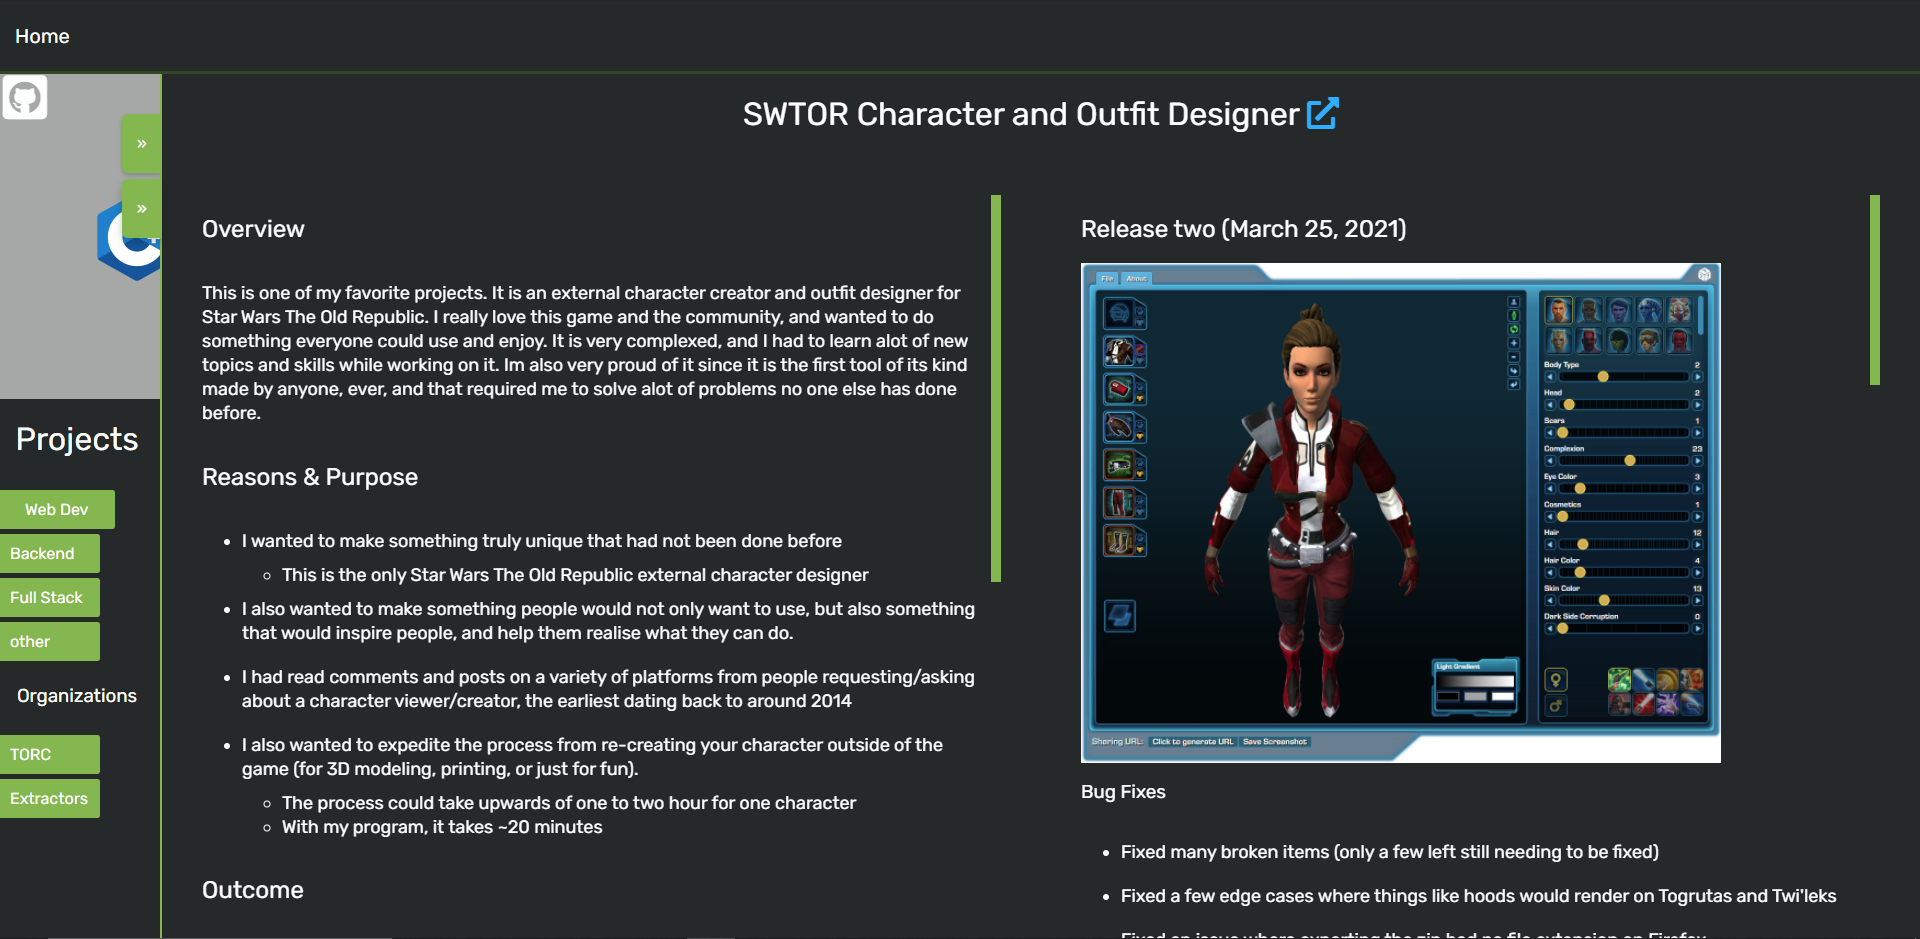 Home
»
»
Projects
Web Dev
Backend
Full Stack
other
Organizations
TORC
Extractors
SWTOR Character and Outfit Designer
Overview
This is one of my favorite projects. It is an external character creator and outfit designer for
Star Wars The Old Republic. I really love this game and the community, and wanted to do
something everyone could use and enjoy. It is very complexed, and I had to learn alot of new
topics and skills while working on it. Im also very proud of it since it is the first tool of its kind
made by anyone, ever, and that required me to solve alot of problems no one else has done
before.
Reasons & Purpose
• I wanted to make something truly unique that had not been done before
◦ This is the only Star Wars The Old Republic external character designer
• I also wanted to make something people would not only want to use, but also something
that would inspire people, and help them realise what they can do.
• I had read comments and posts on a variety of platforms from people requesting/asking
about a character viewer/creator, the earliest dating back to around 2014
• I also wanted to expedite the process from re-creating your character outside of the
game (for 3D modeling, printing, or just for fun).
◦ The process could take upwards of one to two hour for one character
◦ With my program, it takes ~20 minutes
Outcome
Release two (March 25, 2021)
File About
Body Type 2
Head 2
Scars 1
Complexion 23
Eye Color 3
Cosmetics 1
Hair 12
Hair Color 4
Skin Color 13
Dark Side Corruption 0
Light Gradient
Sharing URL: Click to generate URL Save Screenshot
Bug Fixes
• Fixed many broken items (only a few left still needing to be fixed)
• Fixed a few edge cases where things like hoods would render on Togrutas and Twi'leks
• Fixed an issue where exporting the zip had no file extension on Firefox